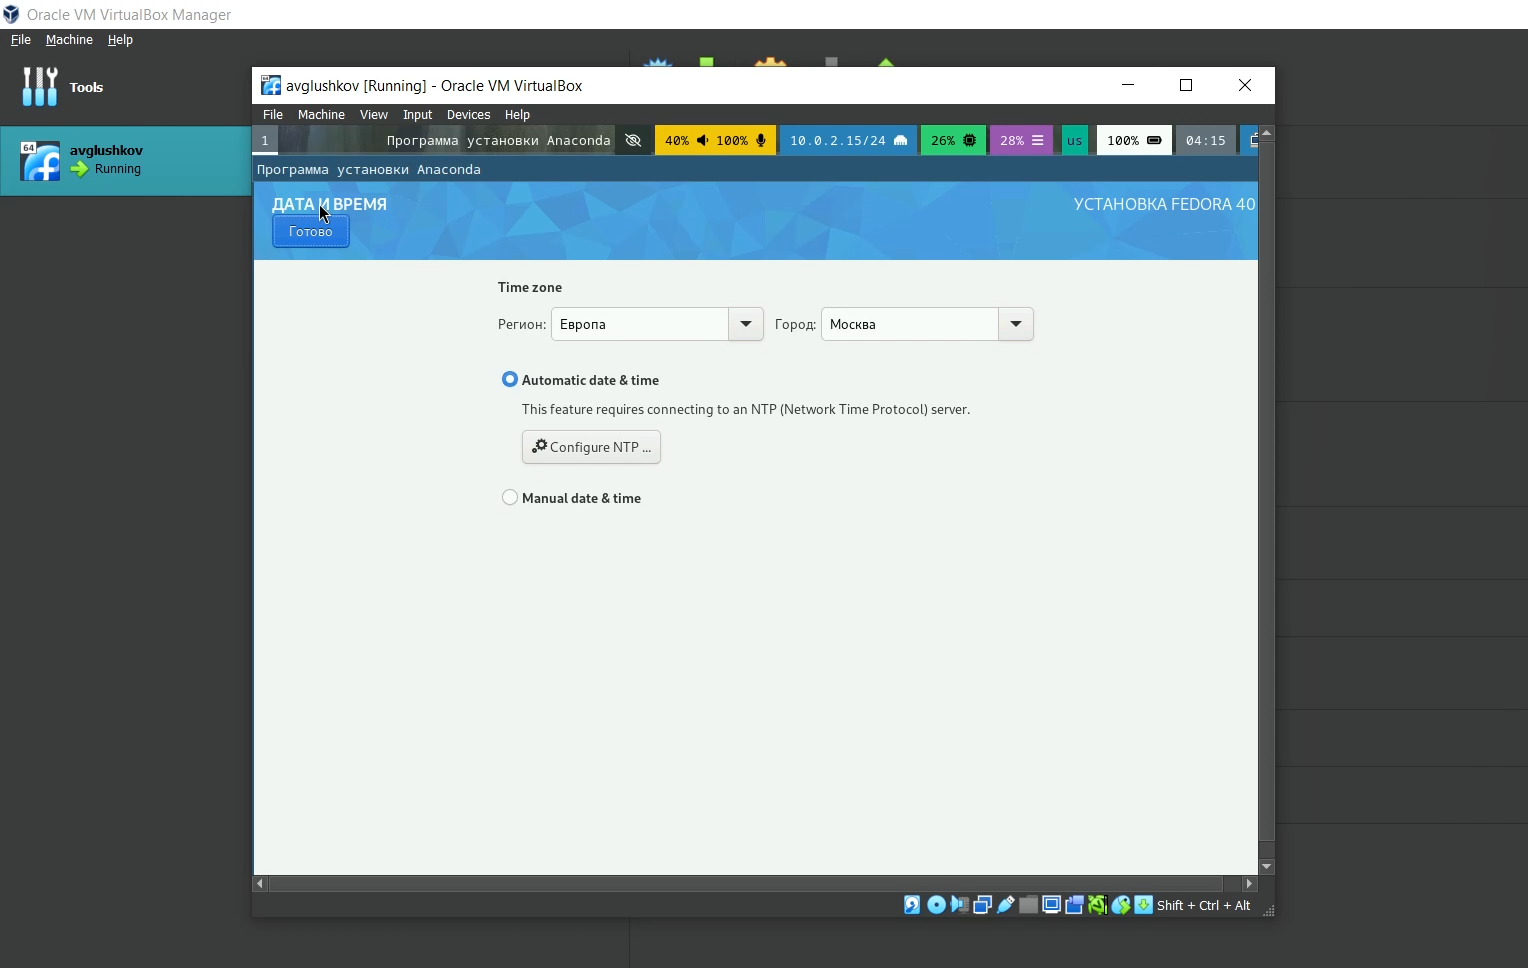 Oracle VM VirtualBox Manager
File Machine Help
Tools
64
avglushkov
Running
avglushkov [Running] - Oracle VM VirtualBox
File Machine View Input Devices Help
1 Программа установки Anaconda 40% 100% 10.0.2.15/24 26% 28% us 100% 04:15
Программа установки Anaconda
ДАТА И ВРЕМЯ
УСТАНОВКА FEDORA 40
Готово
Time zone
Регион: Европа Город: Москва
Automatic date & time
This feature requires connecting to an NTP (Network Time Protocol) server.
Configure NTP ...
Manual date & time
Shift + Ctrl + Alt